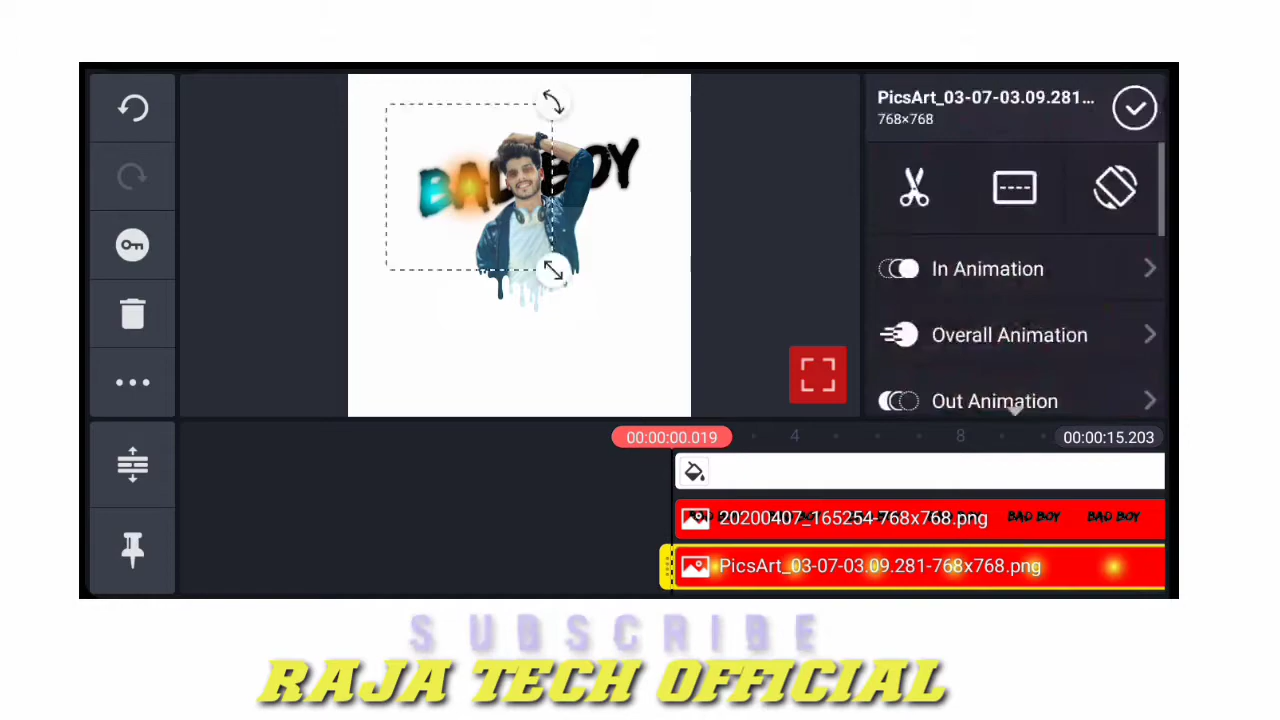 PicsArt_03-07-03.09.281...
768×768
BAD BOY
In Animation
Overall Animation
Out Animation
00:00:00.019
4
8
00:00:15.203
20200407_165254-768x768.png
BAD BOY
BAD BOY
PicsArt_03-07-03.09.281-768x768.png
SUBSCRIBE
RAJA TECH OFFICIAL